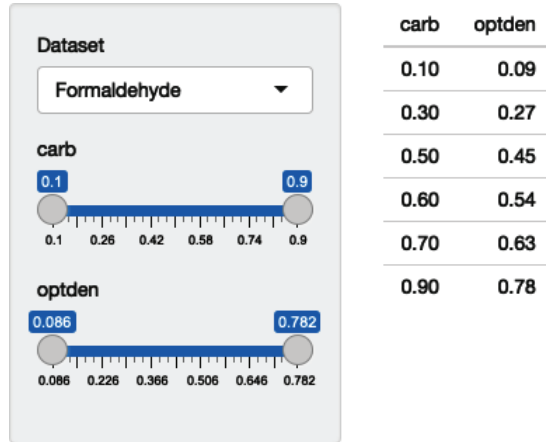 Dataset
Formaldehyde
carb
0.1 0.9
0.1 0.26 0.42 0.58 0.74 0.9
optden
0.086 0.782
0.086 0.226 0.366 0.506 0.646 0.782
carb optden
0.10 0.09
0.30 0.27
0.50 0.45
0.60 0.54
0.70 0.63
0.90 0.78